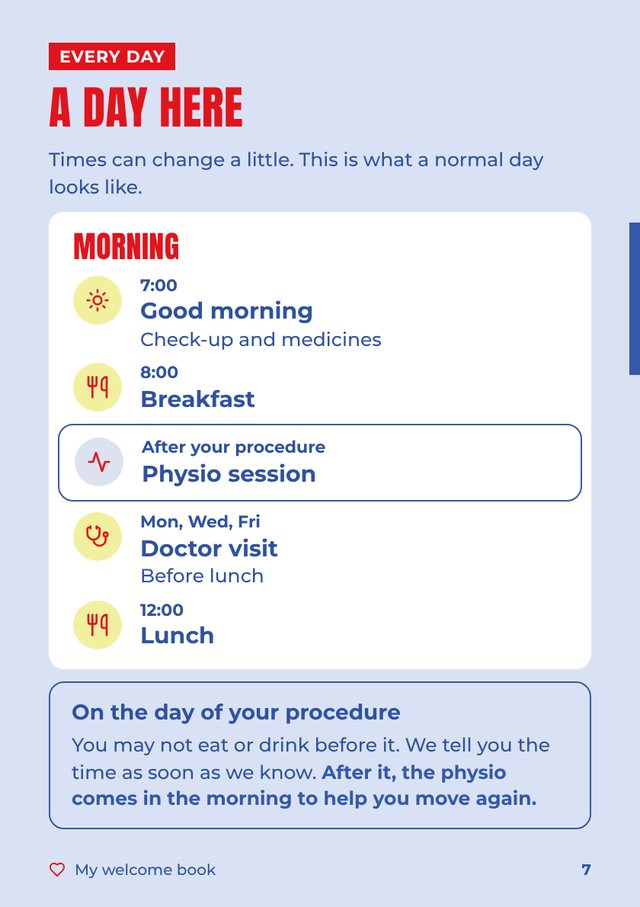 EVERY DAY
A DAY HERE
Times can change a little. This is what a normal day
looks like.
MORNING
7:00
Good morning
Check-up and medicines
8:00
Breakfast
After your procedure
Physio session
Mon, Wed, Fri
Doctor visit
Before lunch
12:00
Lunch
On the day of your procedure
You may not eat or drink before it. We tell you the
time as soon as we know. After it, the physio
comes in the morning to help you move again.
My welcome book
7